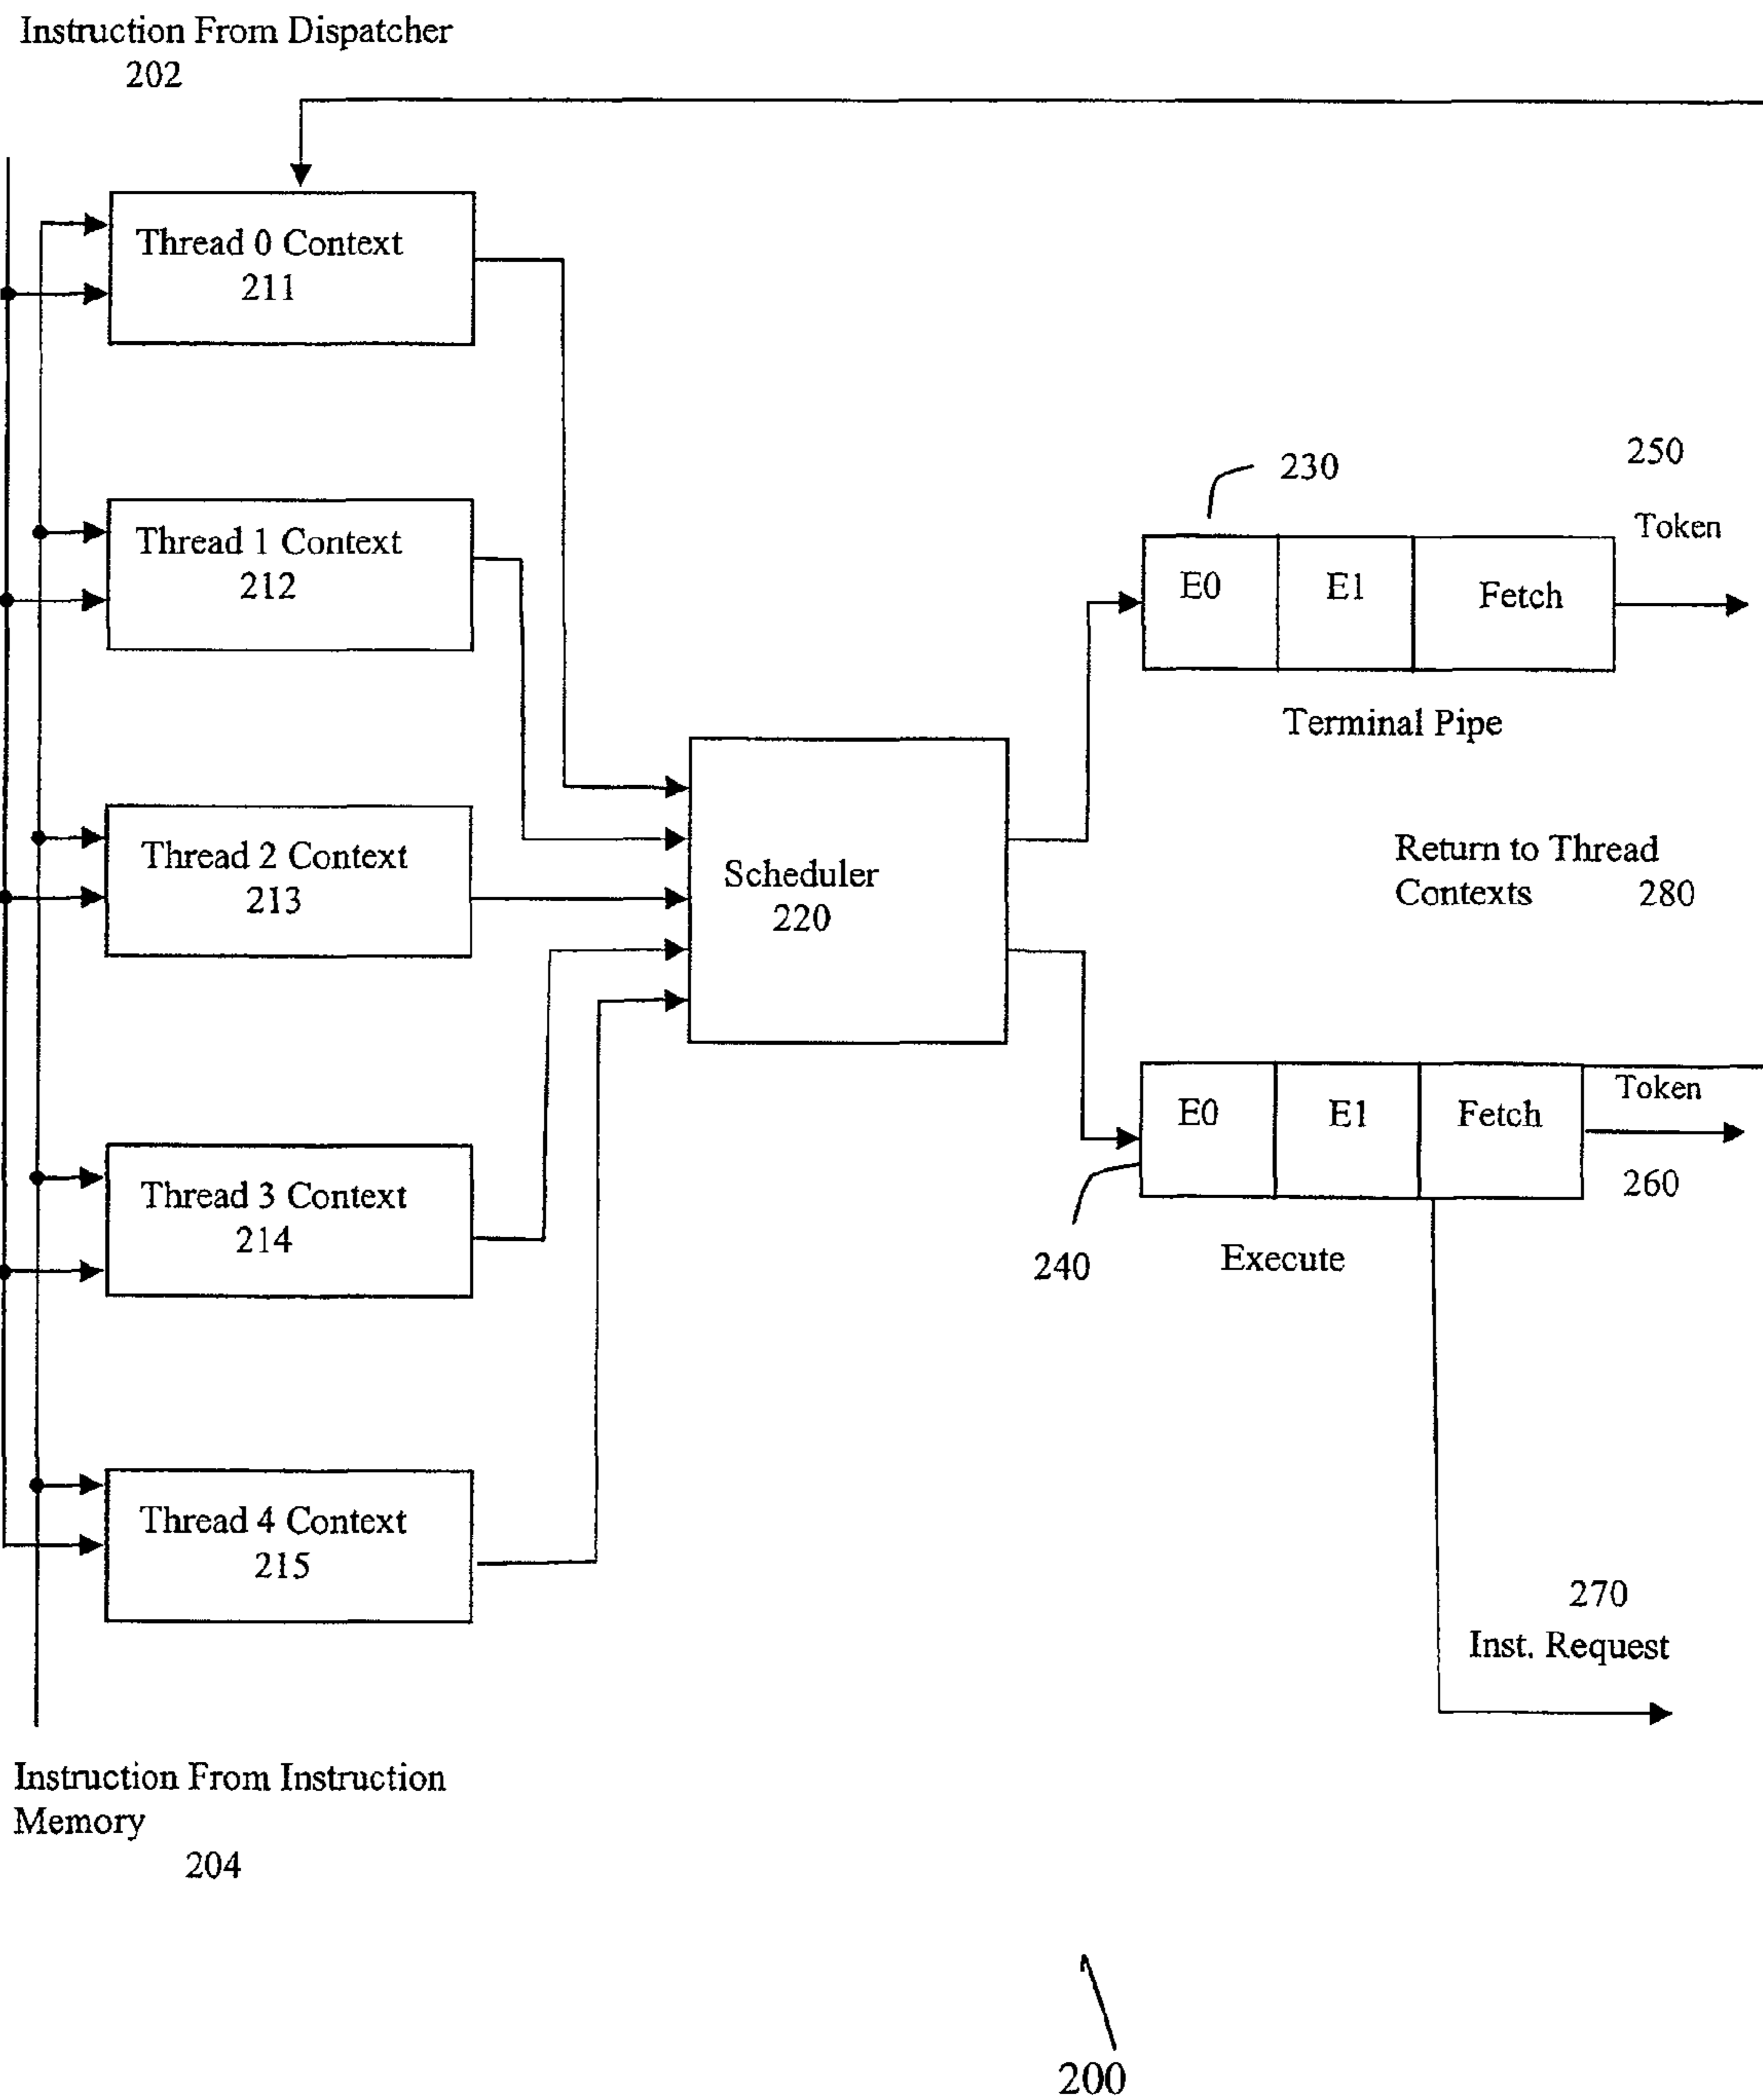 Instruction From Dispatcher
202
Thread 0 Context
211
Thread 1 Context
212
Thread 2 Context
213
Thread 3 Context
214
Thread 4 Context
215
Scheduler
220
230
250
Token
E0
E1
Fetch
Terminal Pipe
Return to Thread
Contexts 280
E0
E1
Fetch
Token
260
240
Execute
270
Inst. Request
Instruction From Instruction
Memory
204
200